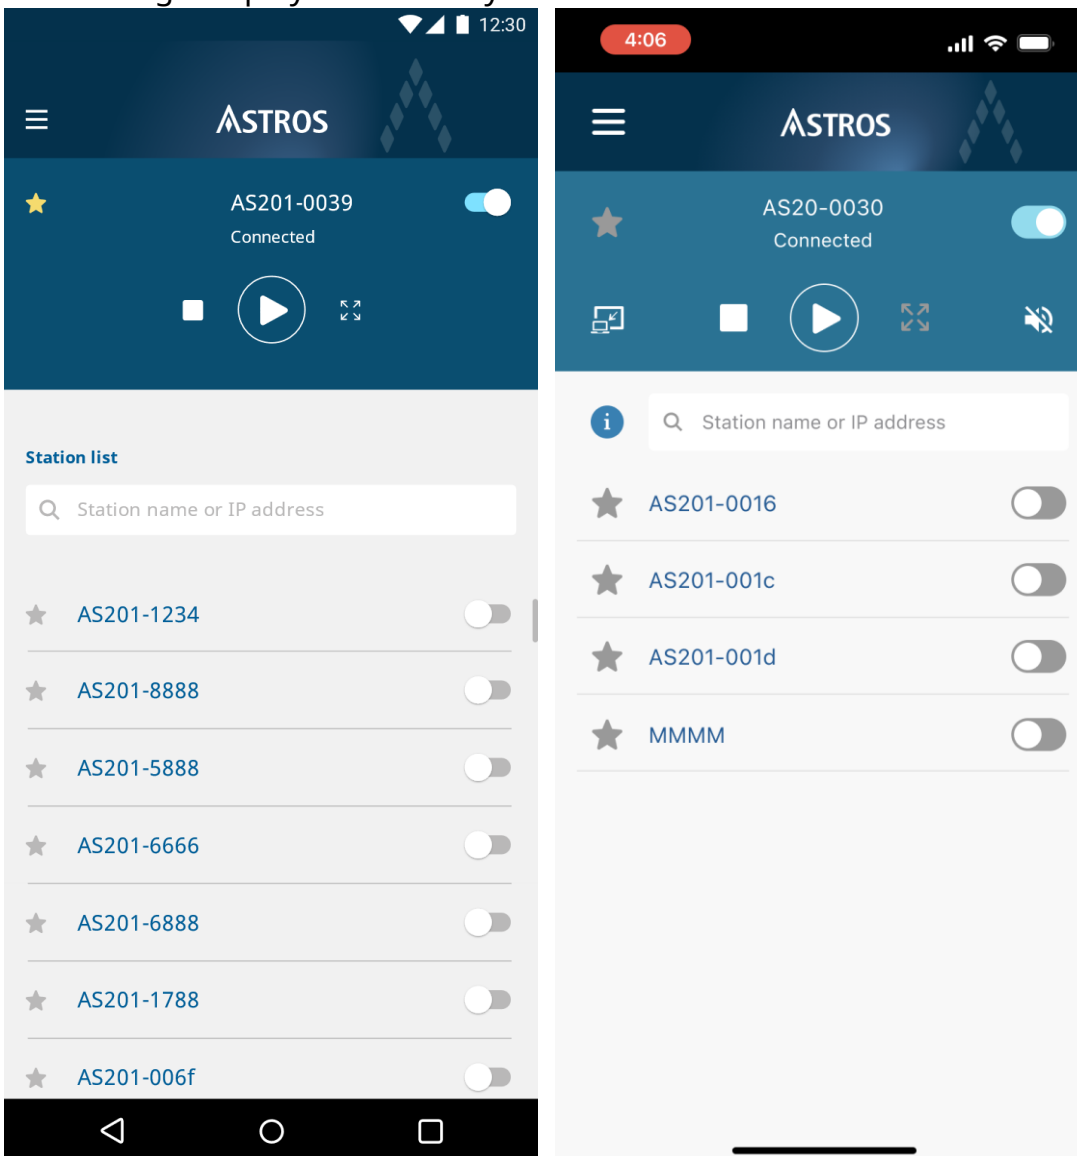 12:30
ASTROS
AS201-0039
Connected
Station list
Station name or IP address
AS201-1234
AS201-8888
AS201-5888
AS201-6666
AS201-6888
AS201-1788
AS201-006f
4:06
ASTROS
AS20-0030
Connected
i
Station name or IP address
AS201-0016
AS201-001c
AS201-001d
MMMM